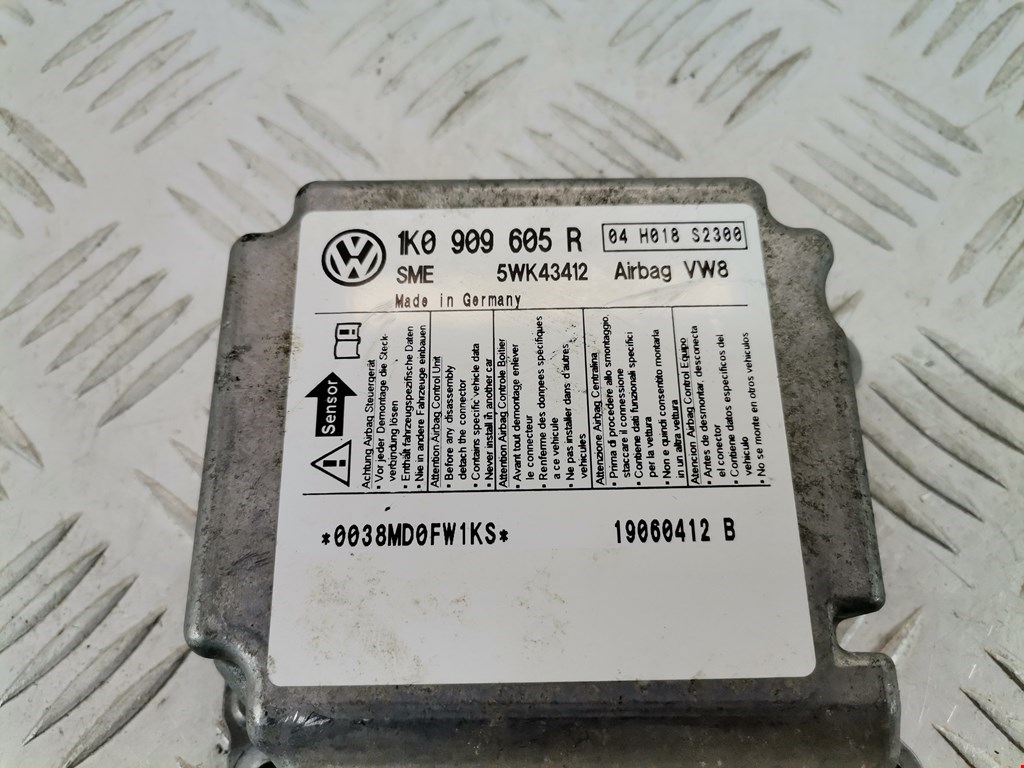 VW
1K0 909 605 R
04 H018 S2300
SME
5WK43412
Airbag VW8
Made in Germany
Sensor
Achtung Airbag Steuergerät
• Vor jeder Demontage die Steck-
verbindung lösen
• Enthält fahrzeugspezifische Daten
• Nie in andere Fahrzeuge einbauen
Attention Airbag Control Unit
• Before any disassembly
detach the connector
• Contains specific vehicle data
• Never install in another car
Attention Airbag Controle Boitier
• Avant tout demontage enlever
le connecteur
• Renferme des donnees spécifiques
a ce vehicule
• Ne pas installer dans d'autres
vehicules
Attenzione Airbag Centralina
• Prima di procedere allo smontaggio,
staccare il connessione
• Contiene dati funzionali specifici
per la vettura
• Non e quindi consentito montarla
in un altra vettura
Atencion Airbag Control Equipo
• Antes de desmontar, desconecta
el conector
• Contiene datos especificos del
vehiculo
• No se monte en otros vehiculos
*0038MD0FW1KS*
19060412 B